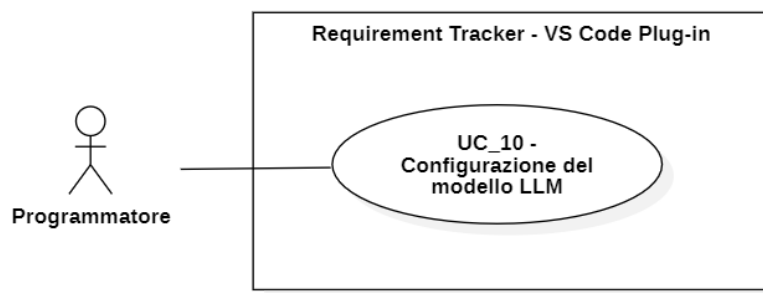 Requirement Tracker - VS Code Plug-in
UC_10 -
Configurazione del
modello LLM
Programmatore